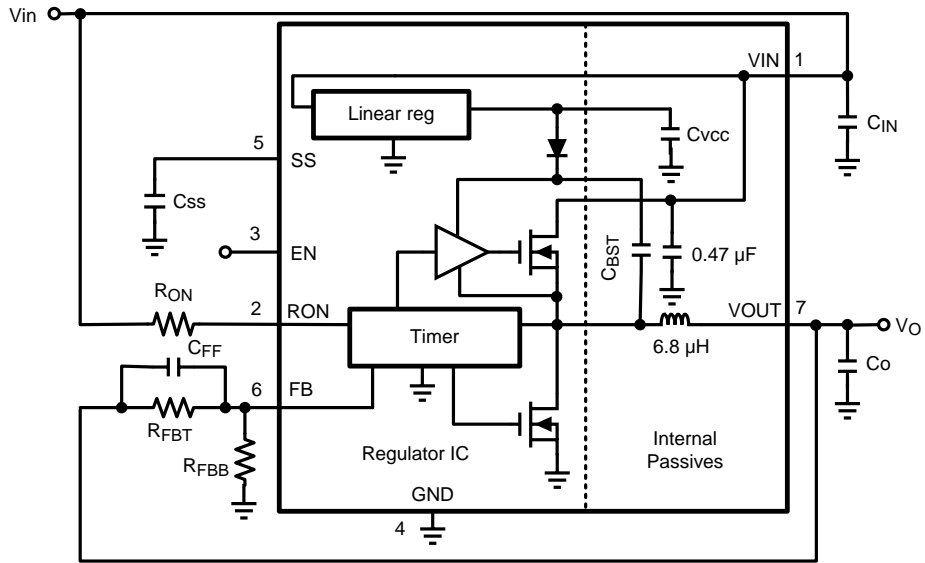 Vin
VIN 1
Linear reg
Cvcc
CIN
5
SS
Css
3
EN
CBST
0.47 µF
RON
2 RON
VOUT 7
VO
Timer
6.8 µH
CFF
Co
6 FB
RFBT
RFBB
Regulator IC
Internal
Passives
GND
4